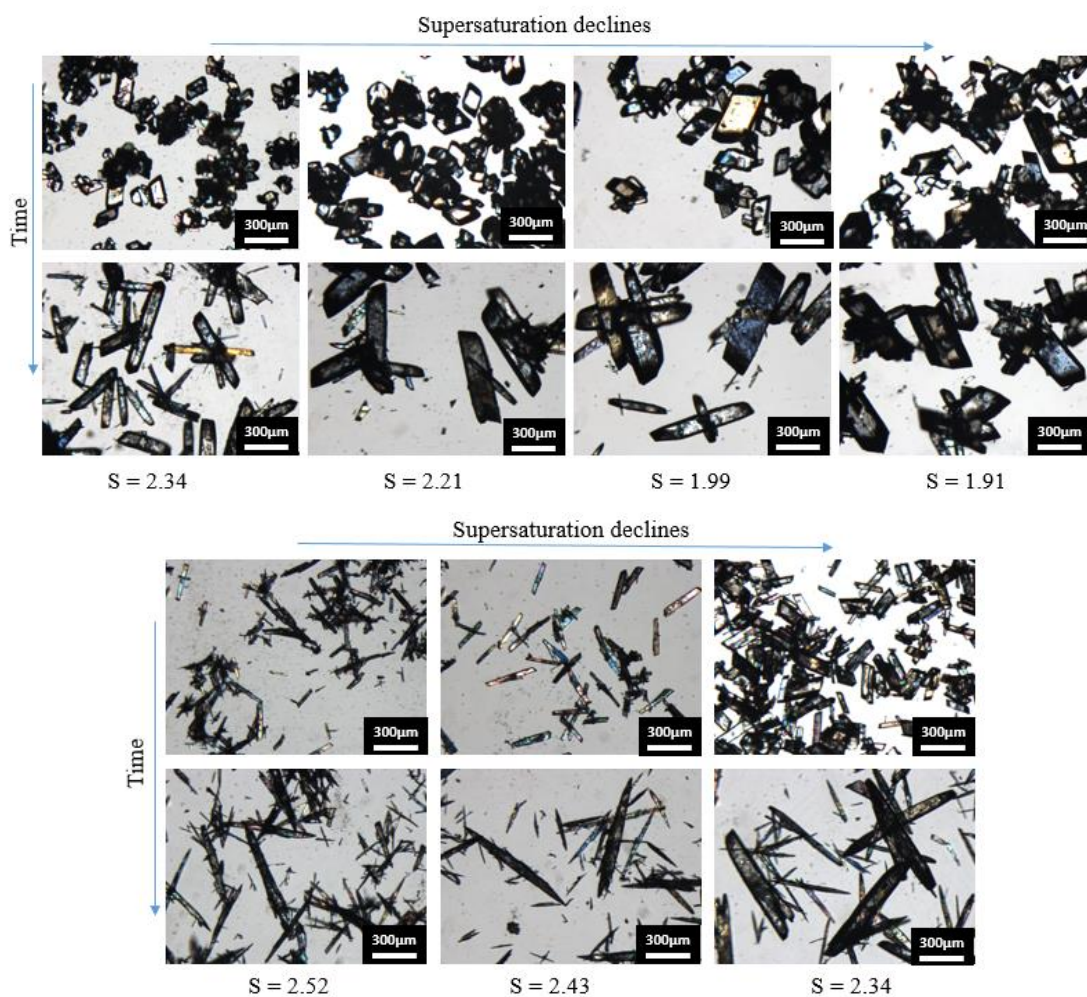 Supersaturation declines
Time
300µm
300µm
300µm
300µm
300µm
300µm
300µm
300µm
S = 2.34
S = 2.21
S = 1.99
S = 1.91
Supersaturation declines
Time
300µm
300µm
300µm
300µm
300µm
300µm
S = 2.52
S = 2.43
S = 2.34